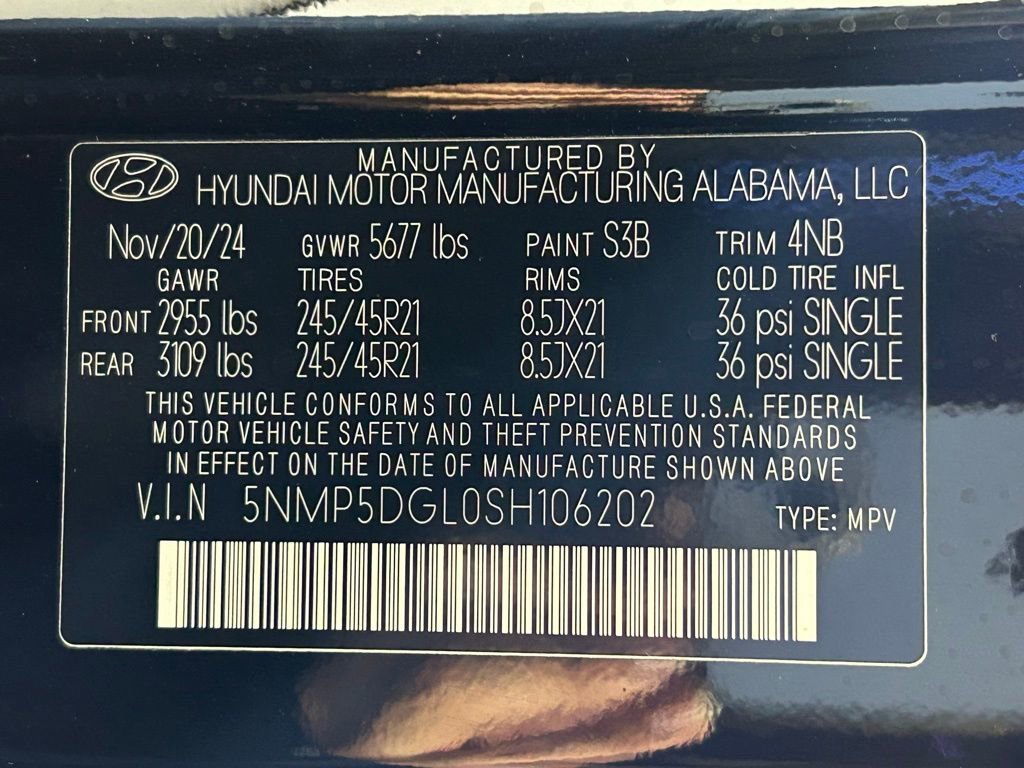 MANUFACTURED BY
HYUNDAI MOTOR MANUFACTURING ALABAMA, LLC
Nov/20/24 GVWR 5677 lbs PAINT S3B TRIM 4NB
GAWR TIRES RIMS COLD TIRE INFL
FRONT 2955 lbs 245/45R21 8.5JX21 36 psi SINGLE
REAR 3109 lbs 245/45R21 8.5JX21 36 psi SINGLE
THIS VEHICLE CONFORMS TO ALL APPLICABLE U.S.A. FEDERAL
MOTOR VEHICLE SAFETY AND THEFT PREVENTION STANDARDS
IN EFFECT ON THE DATE OF MANUFACTURE SHOWN ABOVE
V.I.N 5NMP5DGL0SH106202 TYPE: MPV